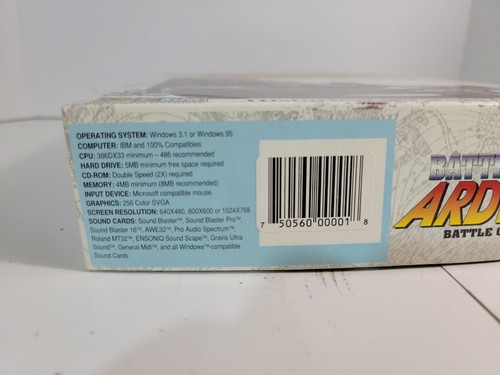 OPERATING SYSTEM: Windows 3.1 or Windows 95
COMPUTER: IBM and 100% Compatibles
CPU: 386DX33 minimum – 486 recommended
HARD DRIVE: 5MB minimum free space required
CD-ROM: Double Speed (2X) required
MEMORY: 4MB minimum (8MB recommended)
INPUT DEVICE: Microsoft compatible mouse
GRAPHICS: 256 Color SVGA
SCREEN RESOLUTION: 640X480, 800X600 or 1024X768
SOUND CARDS: Sound Blaster™, Sound Blaster Pro™,
Sound Blaster 16™, AWE32™, Pro Audio Spectrum™,
Roland MT32™, ENSONIQ Sound Scape™, Gravis Ultra
Sound™, General Midi™, and all Windows™-compatible
Sound Cards
7 50560 00001 8
BATTLE
ARD
BATTLE